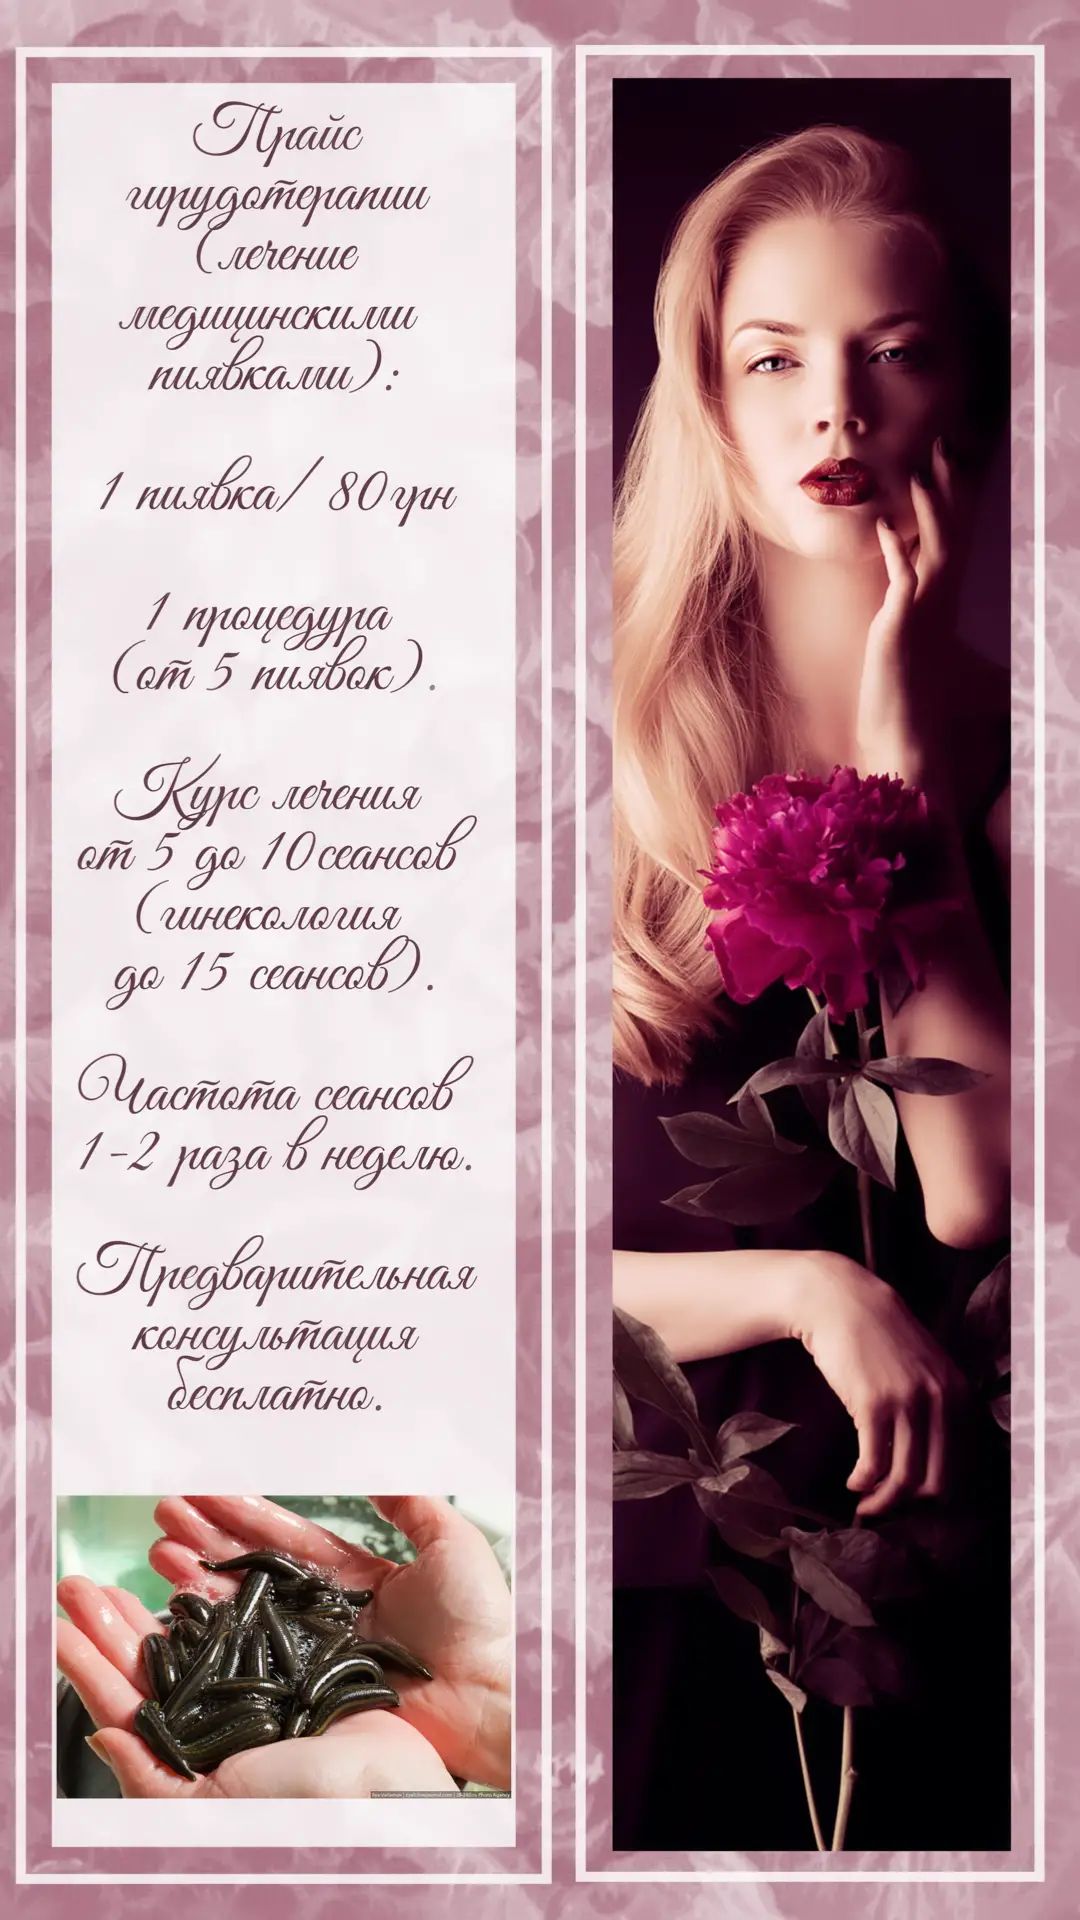 Прайс
гирудотерапии
(лечение
медицинскими
пиявками):
1 пиявка/ 80 грн
1 процедура
(от 5 пиявок).
Курс лечения
от 5 до 10 сеансов
(гинекология
до 15 сеансов).
Частота сеансов
1-2 раза в неделю.
Предварительная
консультация
бесплатно.